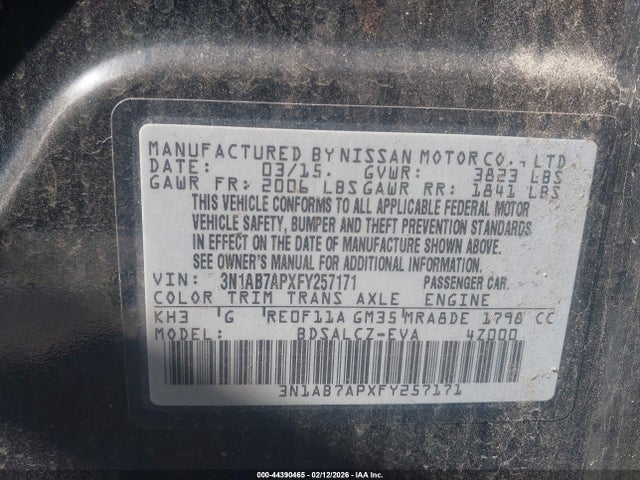 MANUFACTURED BY NISSAN MOTOR CO., LTD.
DATE: 03/15. GVWR: 3823 LBS
GAWR FR: 2006 LBS GAWR RR: 1841 LBS
THIS VEHICLE CONFORMS TO ALL APPLICABLE FEDERAL MOTOR
VEHICLE SAFETY, BUMPER AND THEFT PREVENTION STANDARDS
IN EFFECT ON THE DATE OF MANUFACTURE SHOWN ABOVE.
SEE OWNER'S MANUAL FOR ADDITIONAL INFORMATION.
VIN: 3N1AB7APXFY257171 PASSENGER CAR.
COLOR TRIM TRANS AXLE ENGINE
KH3 G RE0F11A GM35 MRA8DE 1798 CC
MODEL: BDSALCZ-EVA 4Z000
3N1AB7APXFY257171
000-44390465 - 02/12/2026 - IAA Inc.